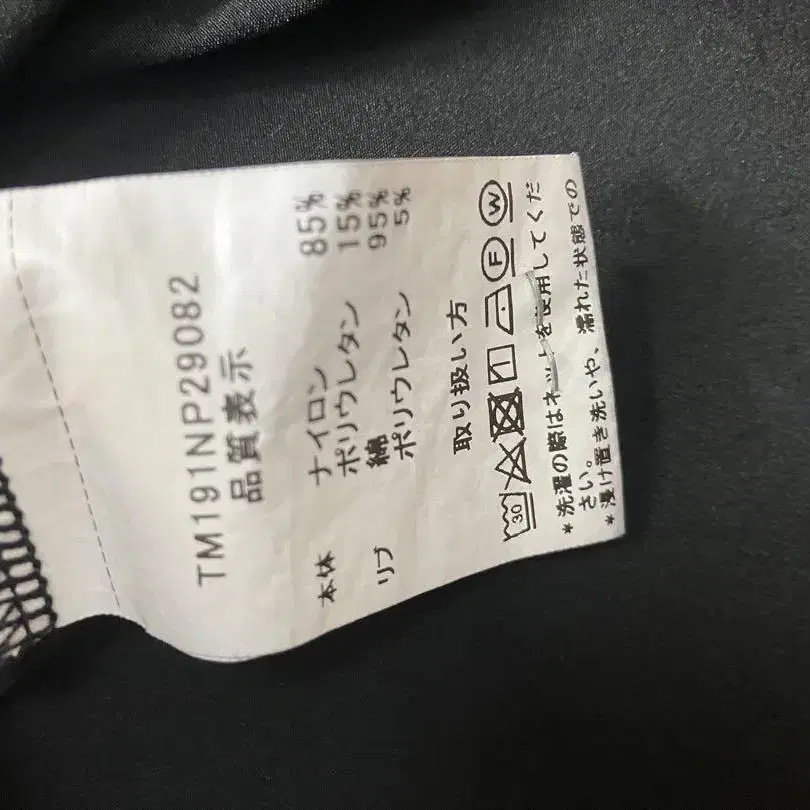 TM191NP29082
品質表示
本体 ナイロン 85%
ポリウレタン 15%
リブ 綿 95%
ポリウレタン 5%
取り扱い方
30 F W
*洗濯の際はネットを使用してくだ
さい。
*浸け置き洗いや、濡れた状態での